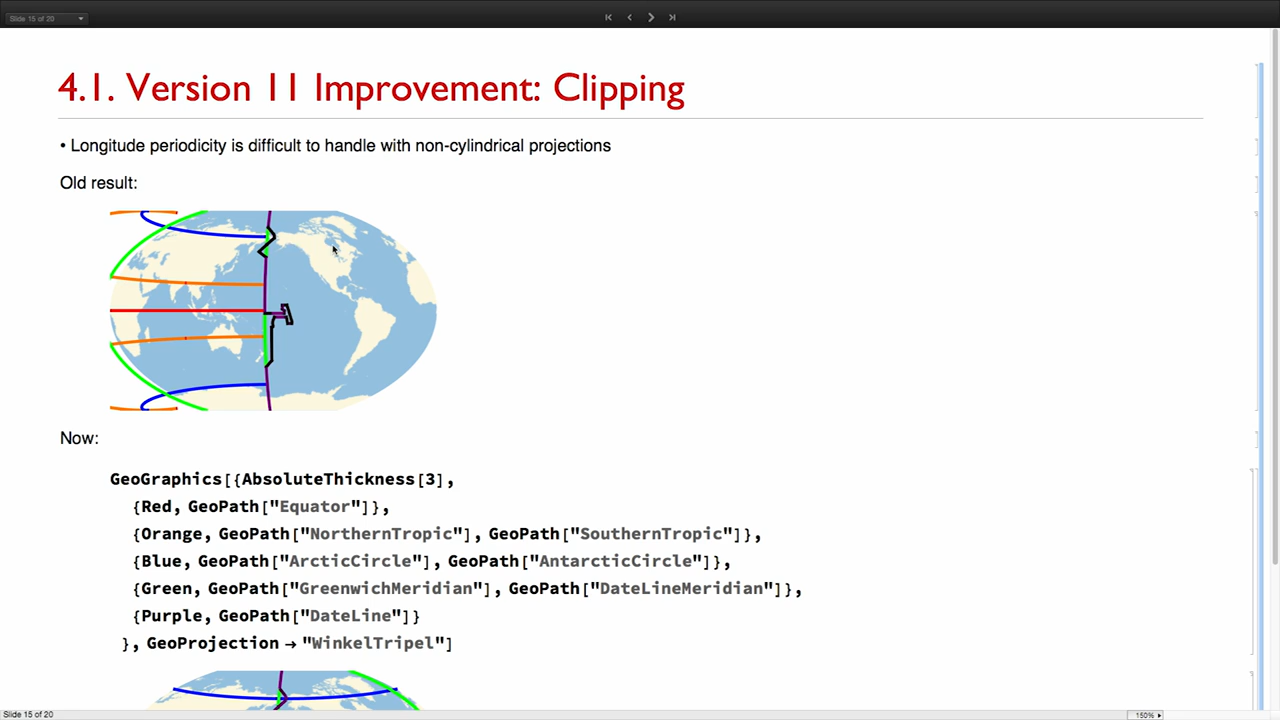 Slide 15 of 20
4.1. Version 11 Improvement: Clipping
• Longitude periodicity is difficult to handle with non-cylindrical projections
Old result:
Now:
GeoGraphics[{AbsoluteThickness[3],
{Red, GeoPath["Equator"]},
{Orange, GeoPath["NorthernTropic"], GeoPath["SouthernTropic"]},
{Blue, GeoPath["ArcticCircle"], GeoPath["AntarcticCircle"]},
{Green, GeoPath["GreenwichMeridian"], GeoPath["DateLineMeridian"]},
{Purple, GeoPath["DateLine"]}
}, GeoProjection → "WinkelTripel"]
Slide 15 of 20
150%